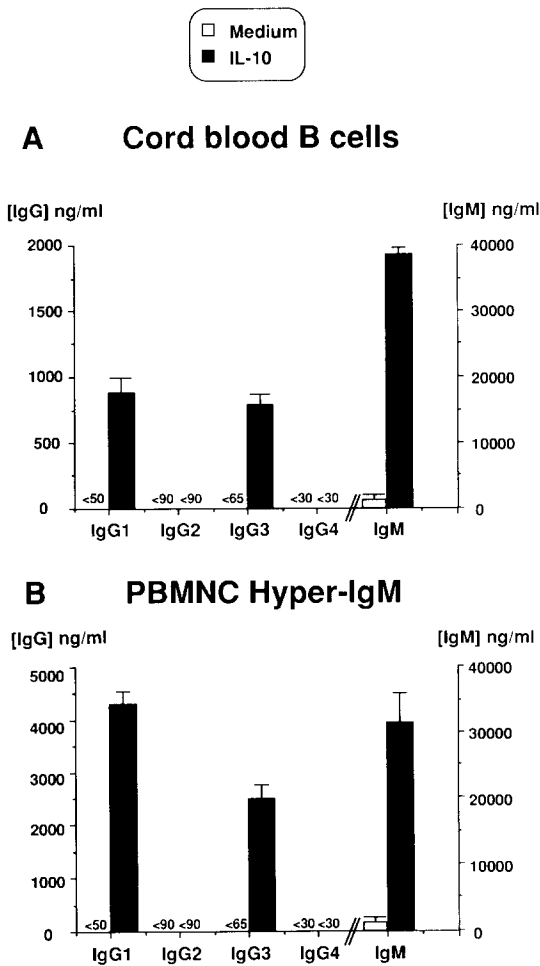 Medium
IL-10
A Cord blood B cells
[IgG] ng/ml [IgM] ng/ml
2000 40000
1500 30000
1000 20000
500 10000
0 0
<50 <90 <90 <65 <30 <30
IgG1 IgG2 IgG3 IgG4 IgM
B PBMNC Hyper-IgM
[IgG] ng/ml [IgM] ng/ml
5000 40000
4000 30000
3000 20000
2000
1000 10000
0 0
<50 <90 <90 <65 <30 <30
IgG1 IgG2 IgG3 IgG4 IgM